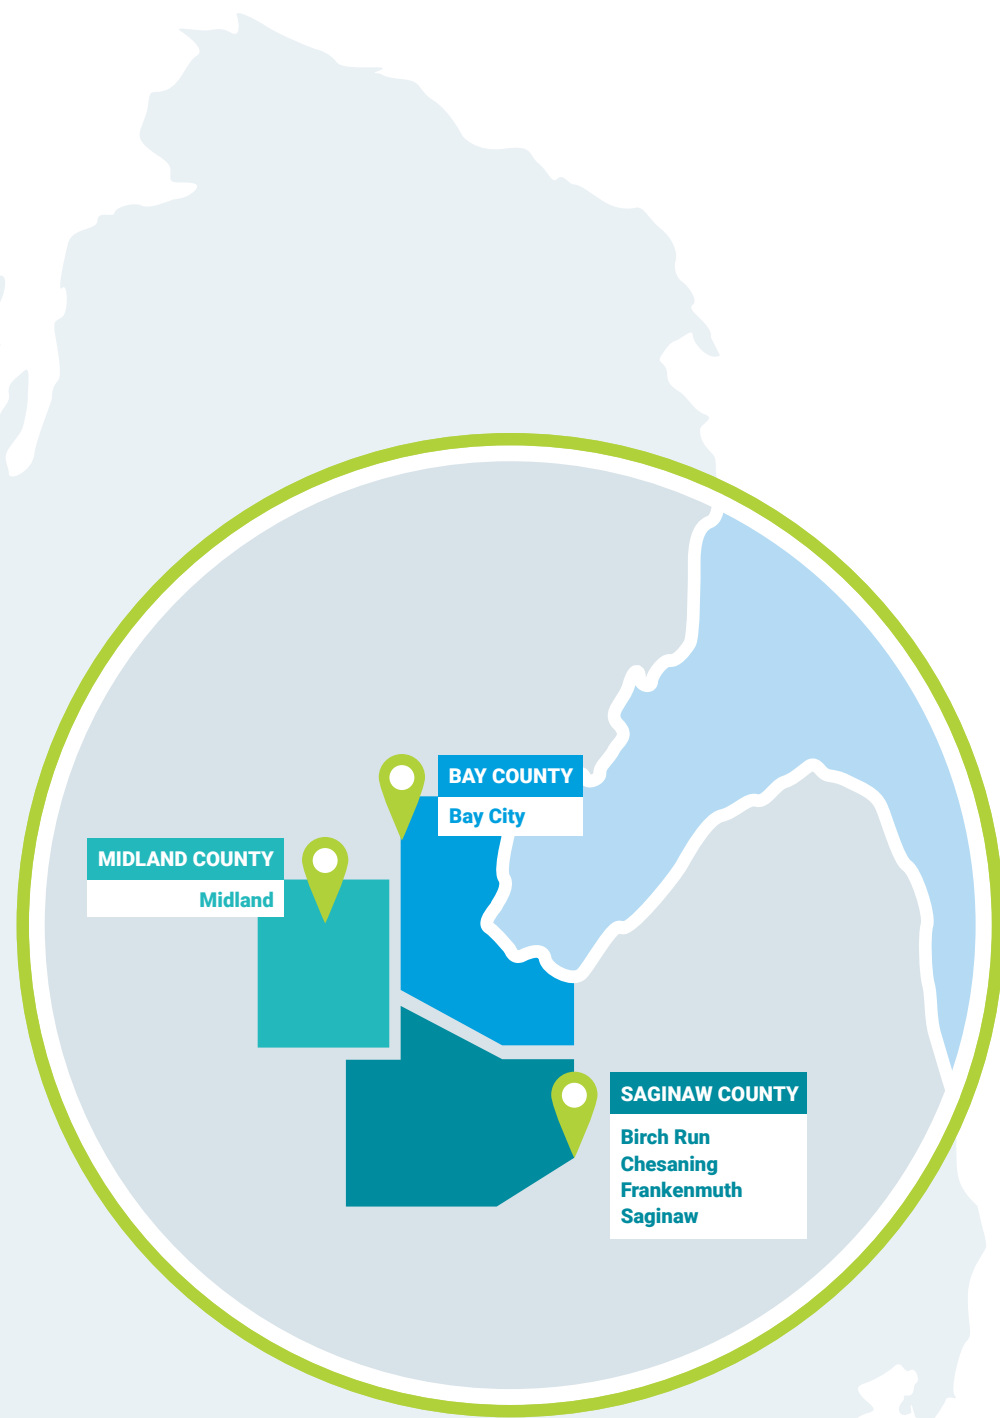 BAY COUNTY
Bay City
MIDLAND COUNTY
Midland
SAGINAW COUNTY
Birch Run
Chesaning
Frankenmuth
Saginaw